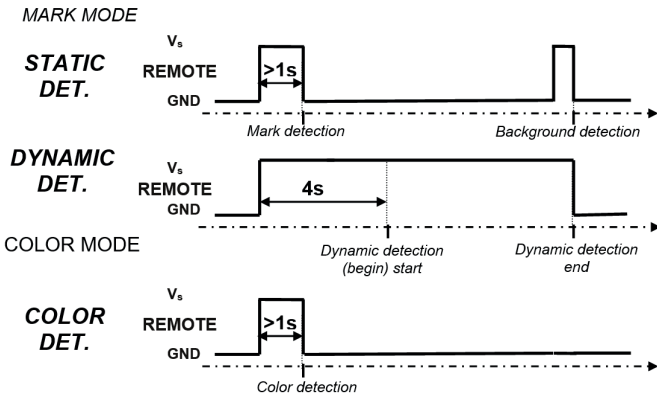 MARK MODE
STATIC
DET.
Vs
REMOTE
GND
>1s
Mark detection
Background detection
DYNAMIC
DET.
Vs
REMOTE
GND
4s
Dynamic detection
(begin) start
Dynamic detection
end
COLOR MODE
COLOR
DET.
Vs
REMOTE
GND
>1s
Color detection